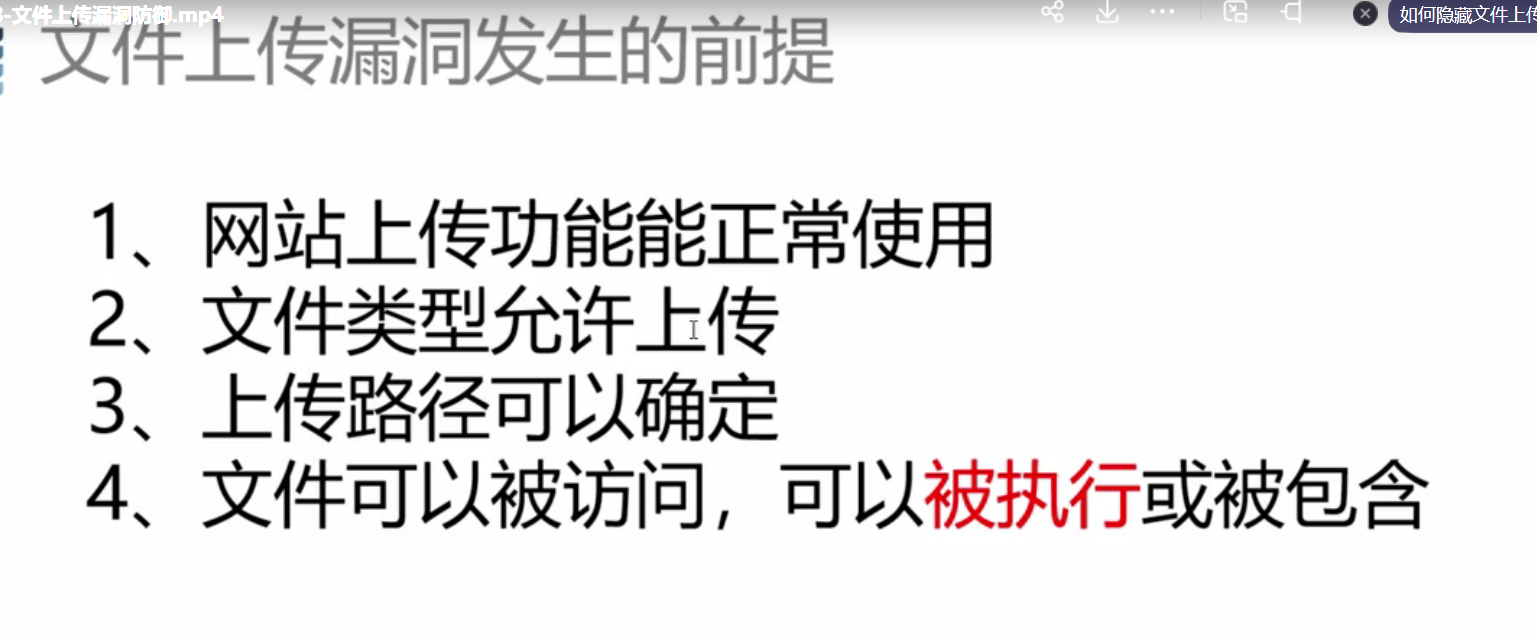 3-文件上传漏洞防御.mp4
如何隐藏文件上传
文件上传漏洞发生的前提
1、网站上传功能能正常使用
2、文件类型允许上传
3、上传路径可以确定
4、文件可以被访问，可以被执行或被包含